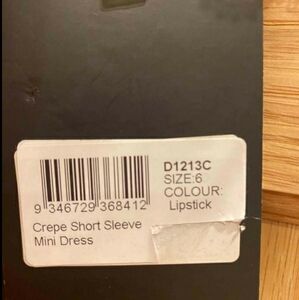 D1213C
SIZE:6
COLOUR:
Lipstick
9 346729 368412
Crepe Short Sleeve
Mini Dress